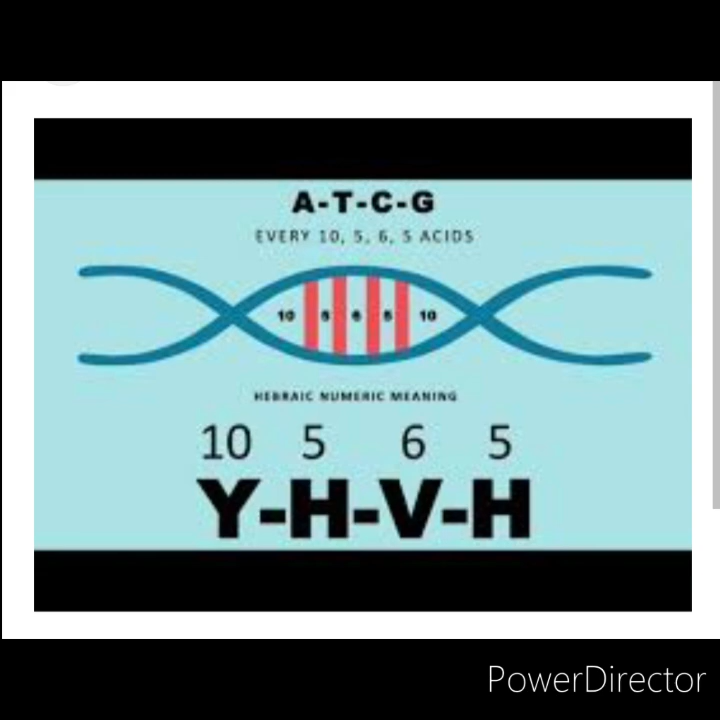 A-T-C-G
EVERY 10, 5, 6, 5 ACIDS
10 5 6 5 10
HEBRAIC NUMERIC MEANING
10 5 6 5
Y-H-V-H
PowerDirector